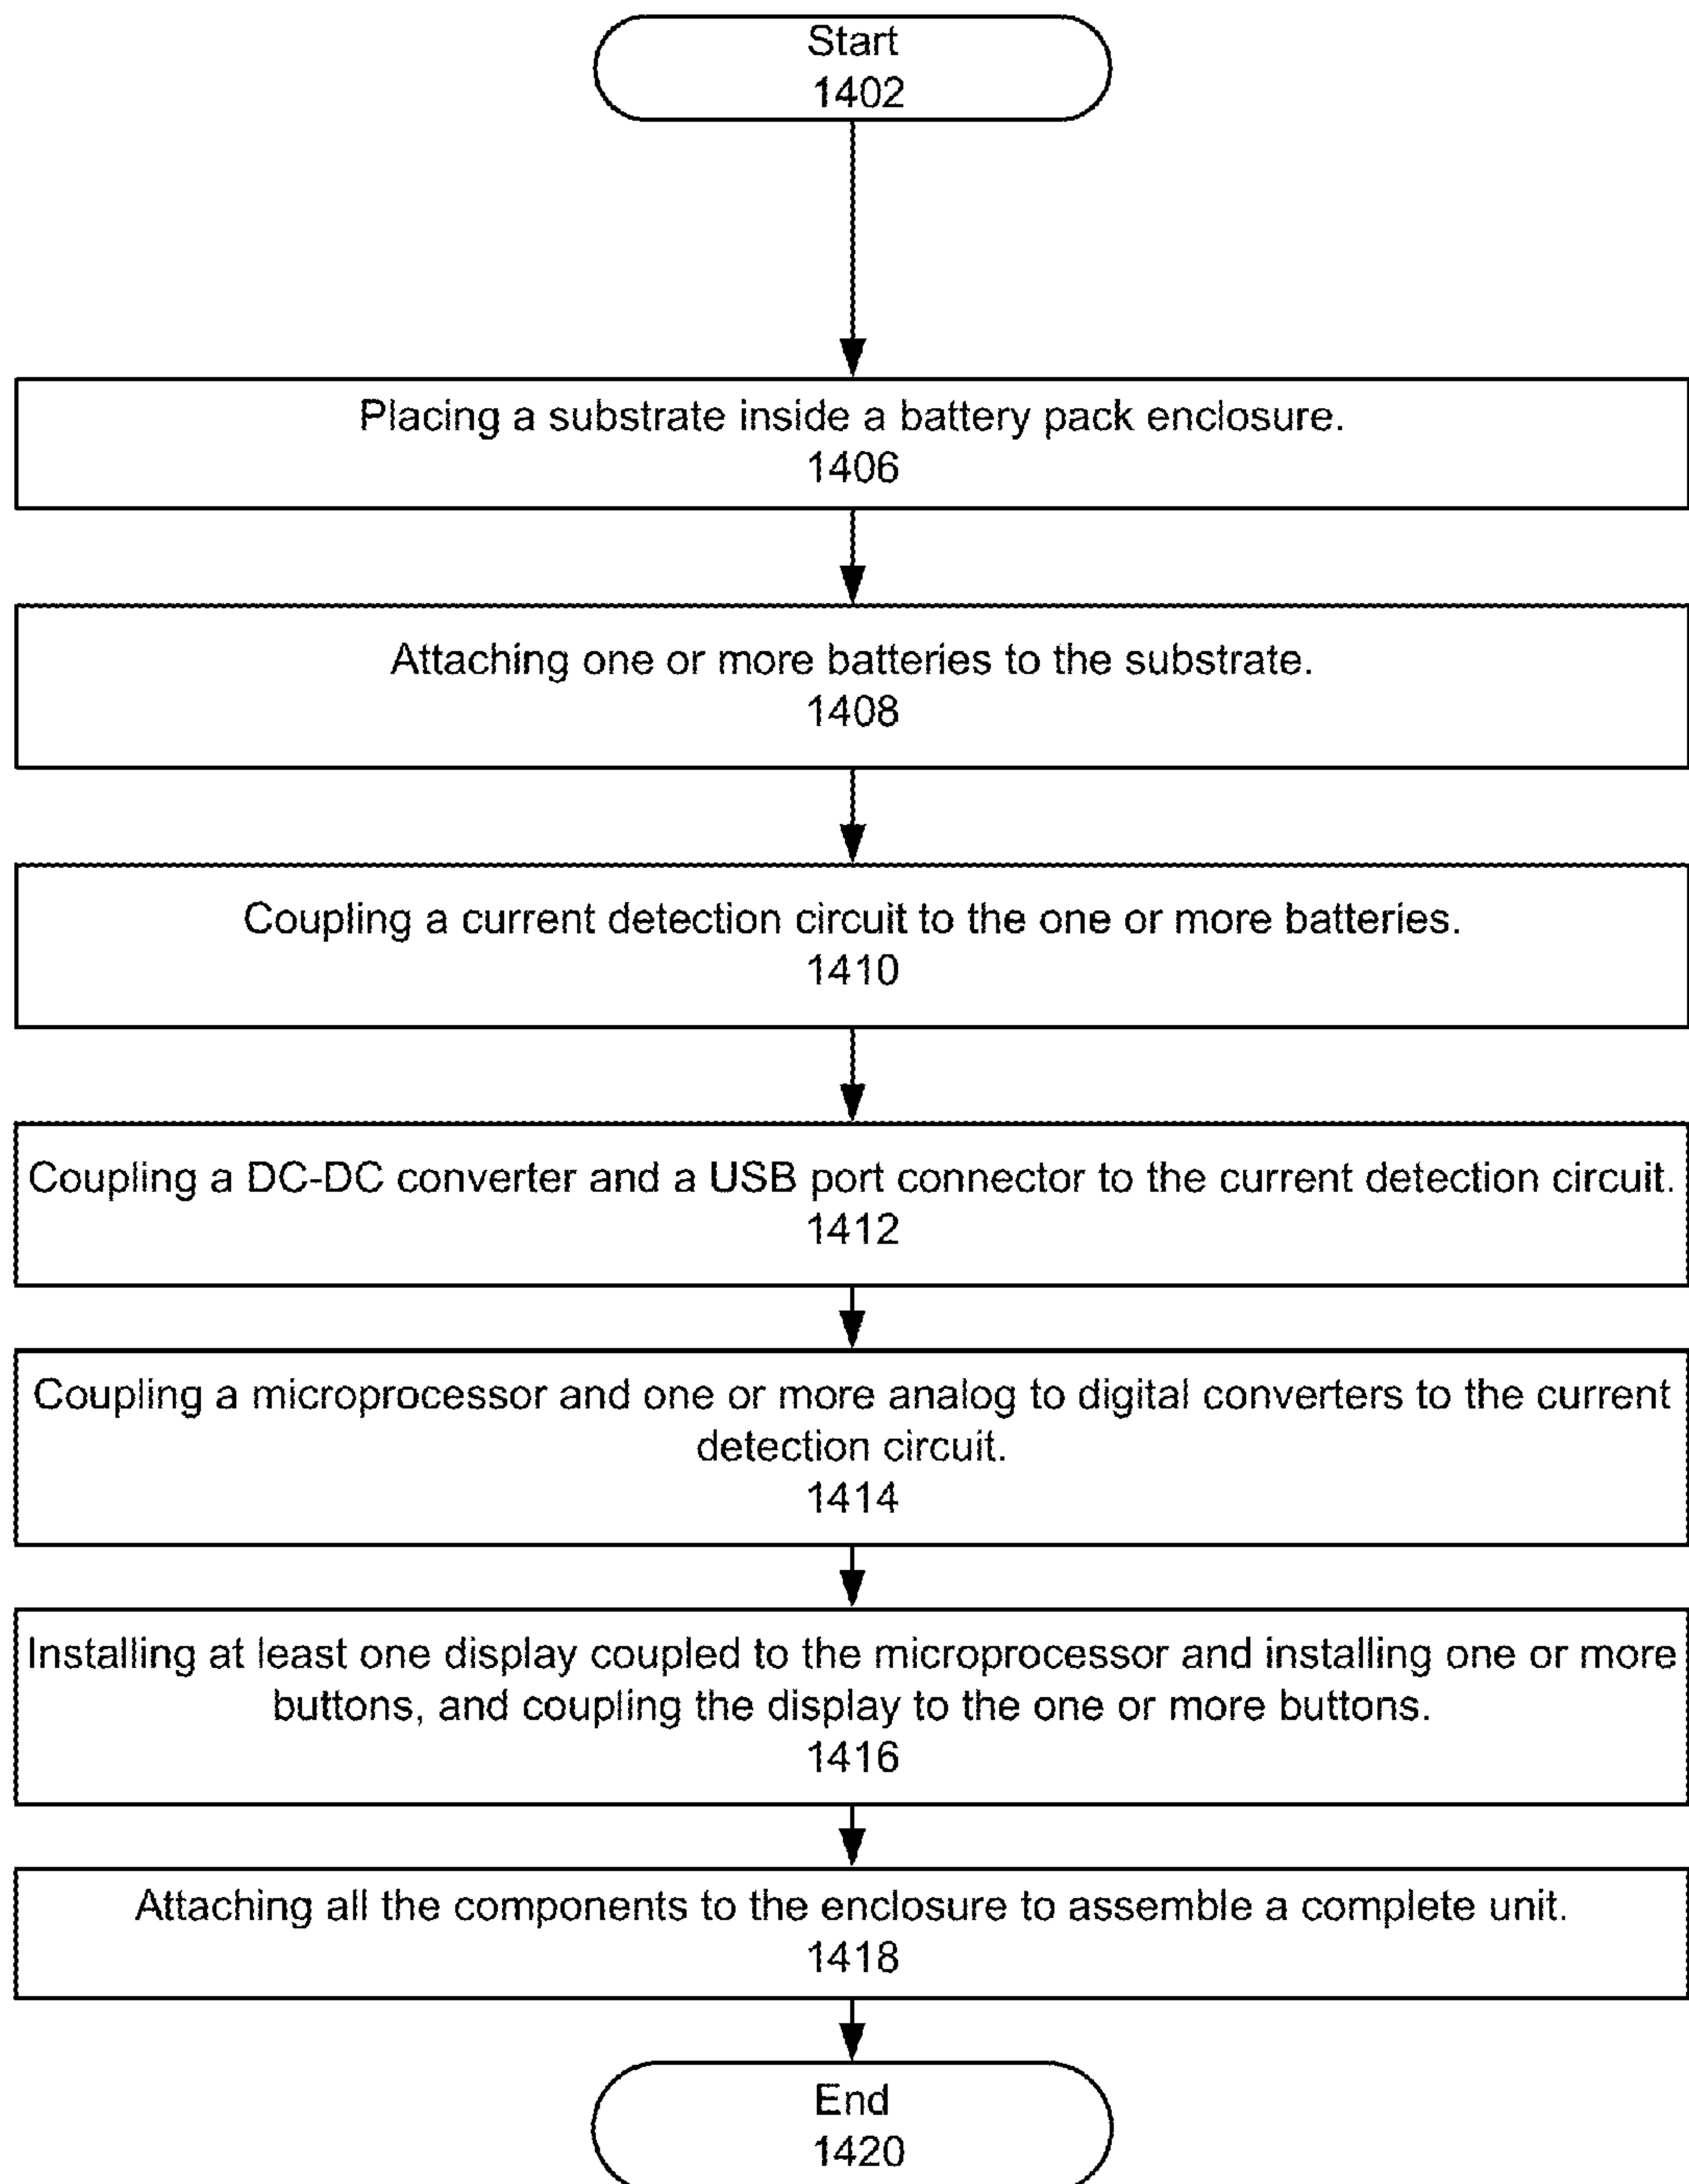 Start
1402
Placing a substrate inside a battery pack enclosure.
1406
Attaching one or more batteries to the substrate.
1408
Coupling a current detection circuit to the one or more batteries.
1410
Coupling a DC-DC converter and a USB port connector to the current detection circuit.
1412
Coupling a microprocessor and one or more analog to digital converters to the current
detection circuit.
1414
Installing at least one display coupled to the microprocessor and installing one or more
buttons, and coupling the display to the one or more buttons.
1416
Attaching all the components to the enclosure to assemble a complete unit.
1418
End
1420